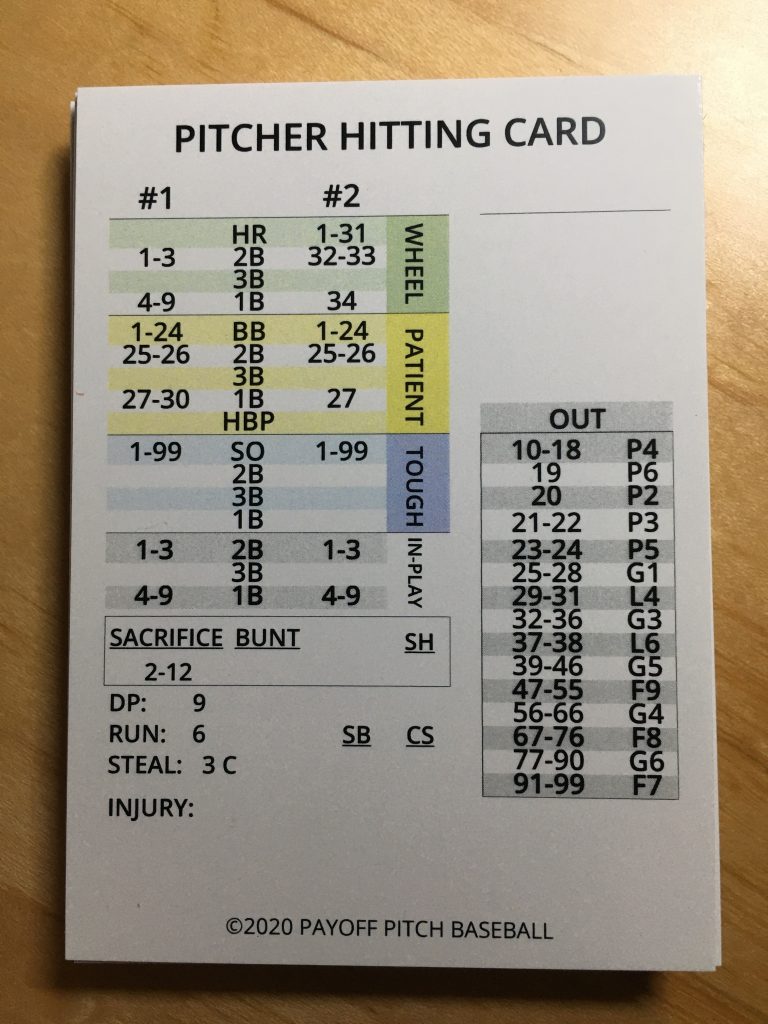 PITCHER HITTING CARD
#1 #2
HR 1-31
1-3 2B 32-33
3B
4-9 1B 34
WHEEL
1-24 BB 1-24
25-26 2B 25-26
3B
27-30 1B 27
HBP
PATIENT
1-99 SO 1-99
2B
3B
1B
TOUGH
1-3 2B 1-3
3B
4-9 1B 4-9
IN-PLAY
SACRIFICE BUNT SH
2-12
DP: 9
RUN: 6 SB CS
STEAL: 3 C
INJURY:
OUT
10-18 P4
19 P6
20 P2
21-22 P3
23-24 P5
25-28 G1
29-31 L4
32-36 G3
37-38 L6
39-46 G5
47-55 F9
56-66 G4
67-76 F8
77-90 G6
91-99 F7
©2020 PAYOFF PITCH BASEBALL